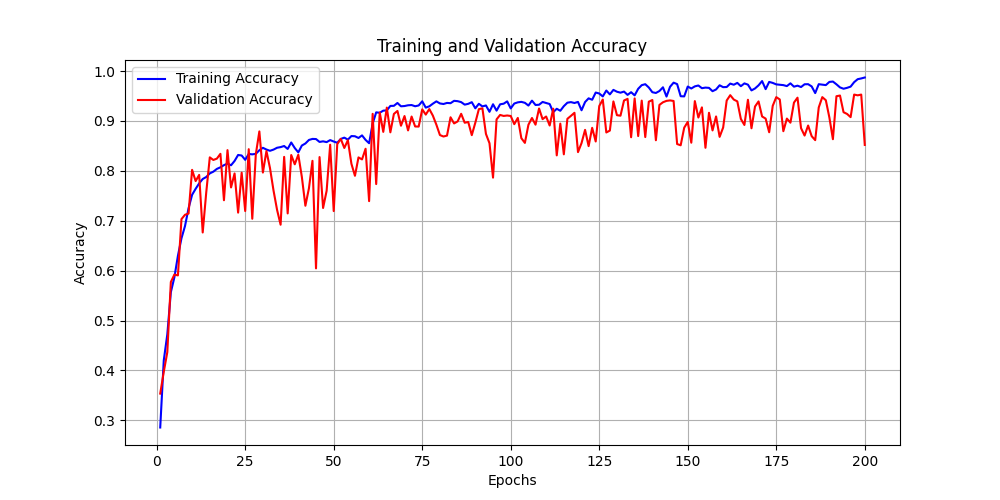 Training and Validation Accuracy
Training Accuracy
Validation Accuracy
1.0
0.9
0.8
0.7
0.6
0.5
0.4
0.3
Accuracy
0 25 50 75 100 125 150 175 200
Epochs